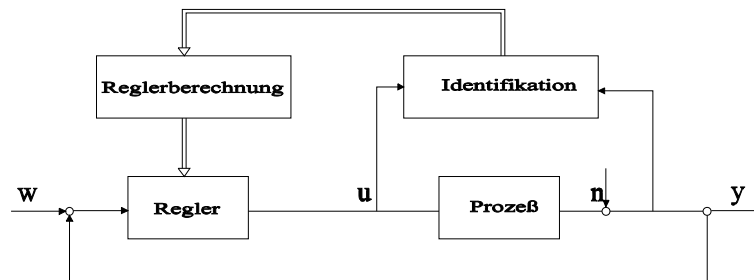 Reglerberechnung
Identifikation
w
Regler
u
Prozeß
n
y